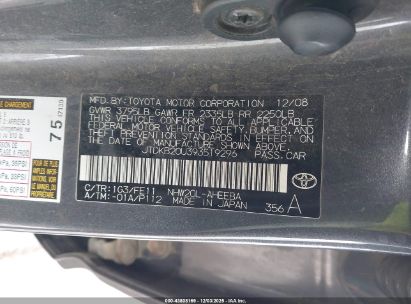 MFD.BY:TOYOTA MOTOR CORPORATION 12/08
GVWR 3795LB GAWR FR 2335LB RR 2250LB
THIS VEHICLE CONFORMS TO ALL APPLICABLE
FEDERAL MOTOR VEHICLE SAFETY, BUMPER, AND
THEFT PREVENTION STANDARDS IN EFFECT ON
THE DATE OF MANUFACTURE SHOWN ABOVE.
JTDKB20U393519296 PASS.CAR
C/TR:1G3/FE11 NHW20L-AHEEBA
A/TM:-01A/P112 MADE IN JAPAN 356 A
75